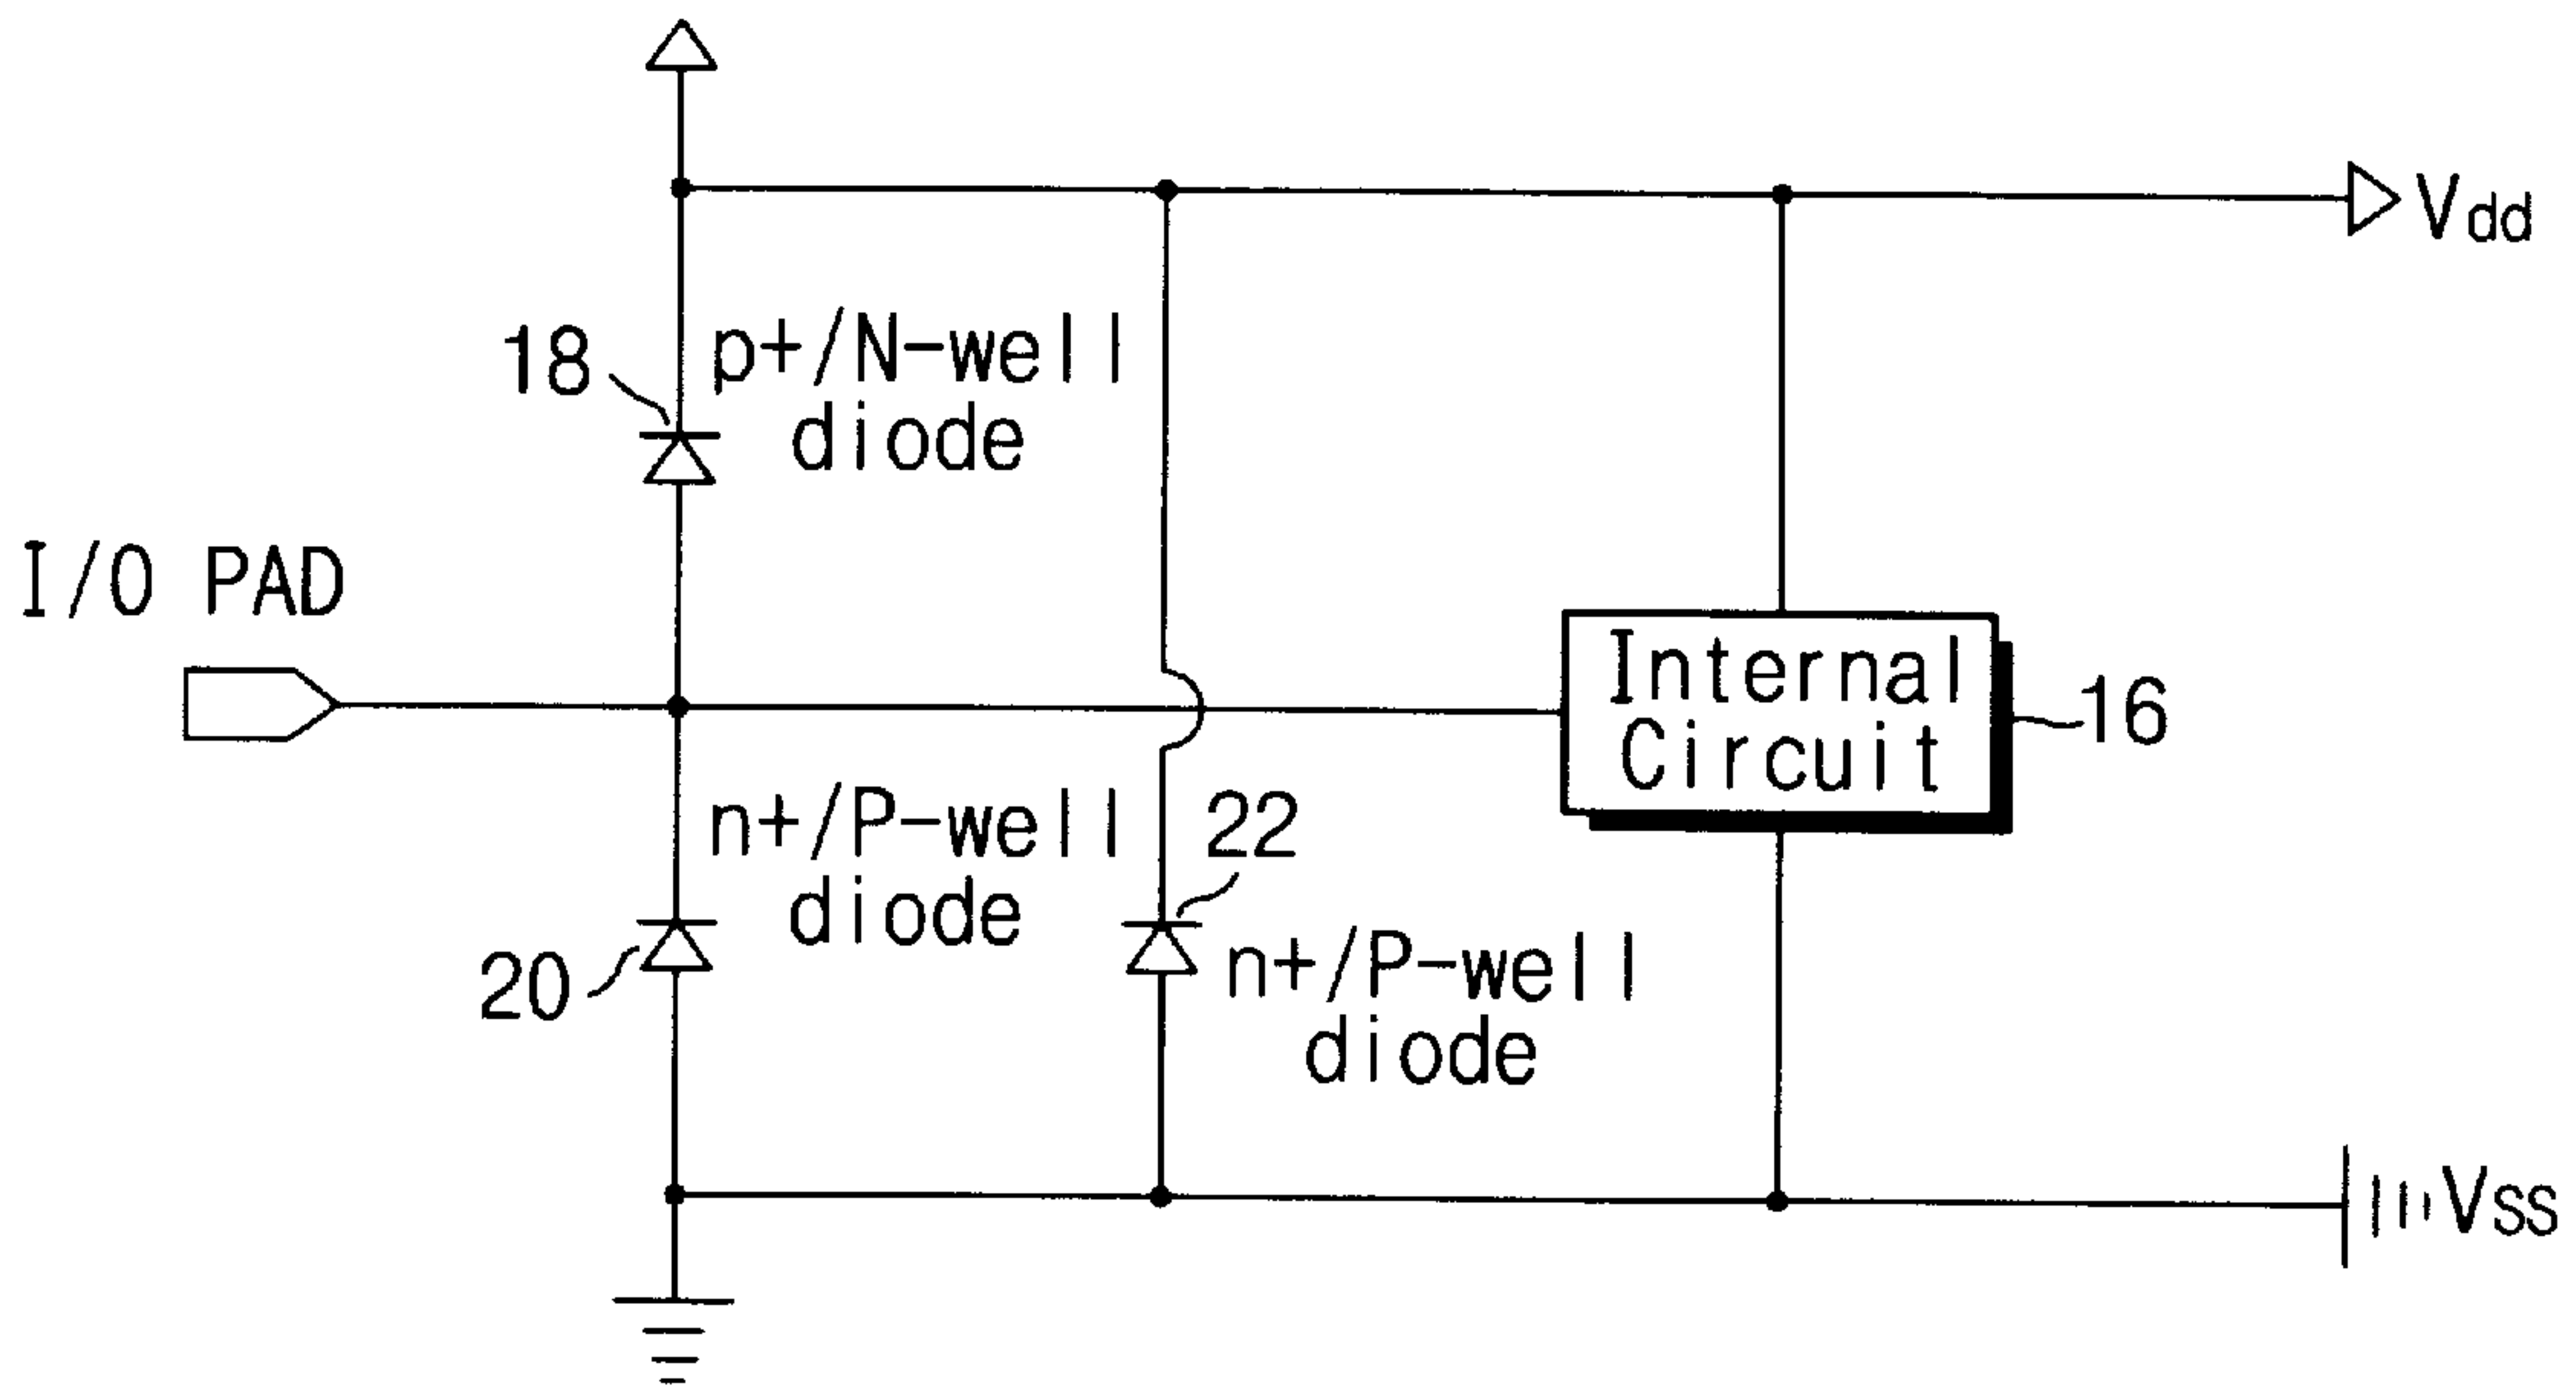 Vdd
18
p+/N-well
diode
I/O PAD
Internal
Circuit
16
n+/P-well
diode
22
20
n+/P-well
diode
Vss